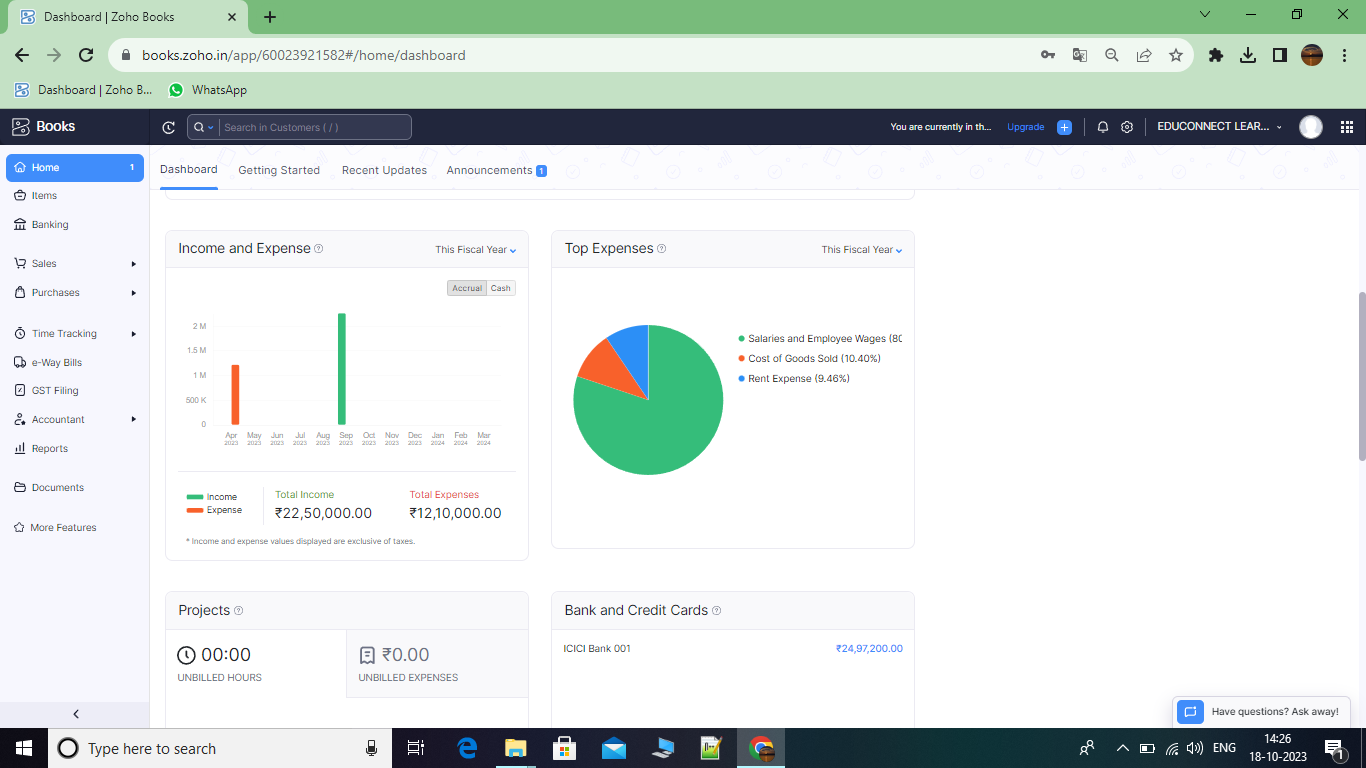 Dashboard | Zoho Books
books.zoho.in/app/60023921582#/home/dashboard
Dashboard | Zoho B...
WhatsApp
Books
Search in Customers ( / )
You are currently in th...
Upgrade
EDUCONNECT LEAR...
Home 1
Items
Banking
Sales
Purchases
Time Tracking
e-Way Bills
GST Filing
Accountant
Reports
Documents
More Features
Dashboard
Getting Started
Recent Updates
Announcements 1
Income and Expense
This Fiscal Year
Accrual Cash
2 M
1.5 M
1 M
500 K
0
Apr May Jun Jul Aug Sep Oct Nov Dec Jan Feb Mar
2023 2023 2023 2023 2023 2023 2023 2023 2023 2024 2024 2024
Income
Expense
Total Income
₹22,50,000.00
Total Expenses
₹12,10,000.00
* Income and expense values displayed are exclusive of taxes.
Top Expenses
This Fiscal Year
Salaries and Employee Wages (80
Cost of Goods Sold (10.40%)
Rent Expense (9.46%)
Projects
00:00
UNBILLED HOURS
₹0.00
UNBILLED EXPENSES
Bank and Credit Cards
ICICI Bank 001 ₹24,97,200.00
Have questions? Ask away!
Type here to search
ENG
14:26
18-10-2023
1